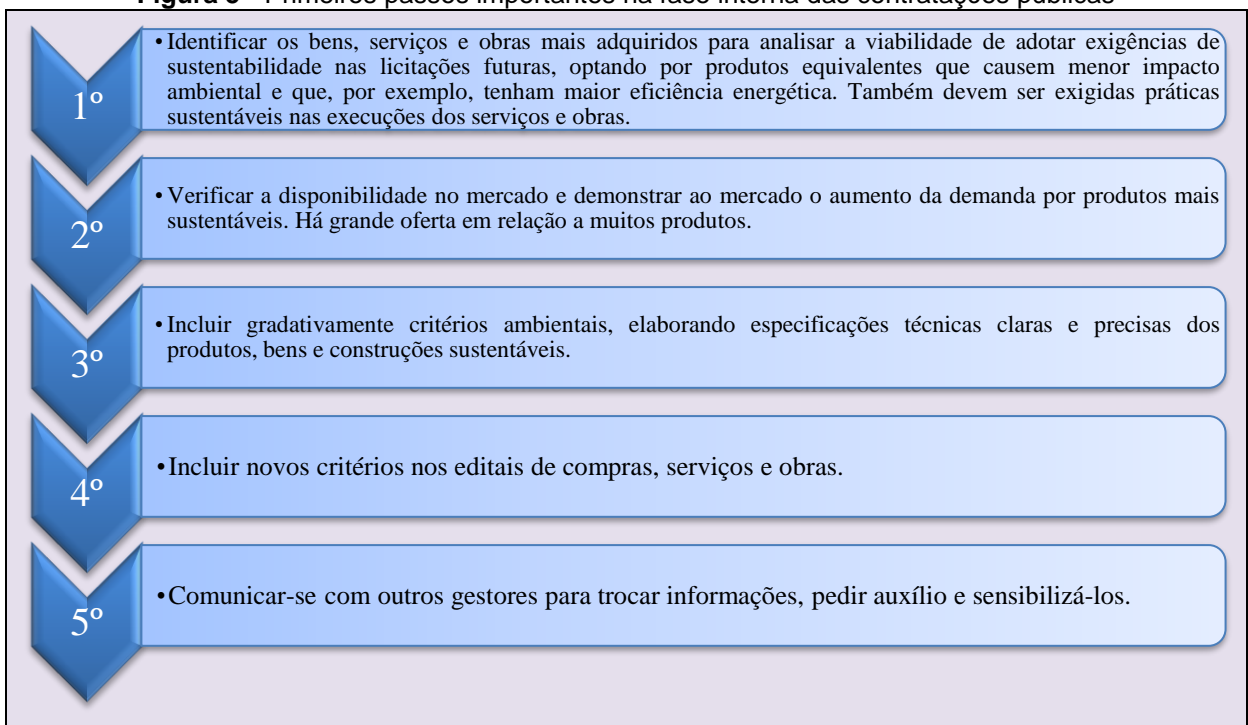 Primeiros passos importantes na fase interna das contratações públicas
1º
• Identificar os bens, serviços e obras mais adquiridos para analisar a viabilidade de adotar exigências de
sustentabilidade nas licitações futuras, optando por produtos equivalentes que causem menor impacto
ambiental e que, por exemplo, tenham maior eficiência energética. Também devem ser exigidas práticas
sustentáveis nas execuções dos serviços e obras.
2º
• Verificar a disponibilidade no mercado e demonstrar ao mercado o aumento da demanda por produtos mais
sustentáveis. Há grande oferta em relação a muitos produtos.
3º
• Incluir gradativamente critérios ambientais, elaborando especificações técnicas claras e precisas dos
produtos, bens e construções sustentáveis.
4º
• Incluir novos critérios nos editais de compras, serviços e obras.
5º
• Comunicar-se com outros gestores para trocar informações, pedir auxílio e sensibilizá-los.